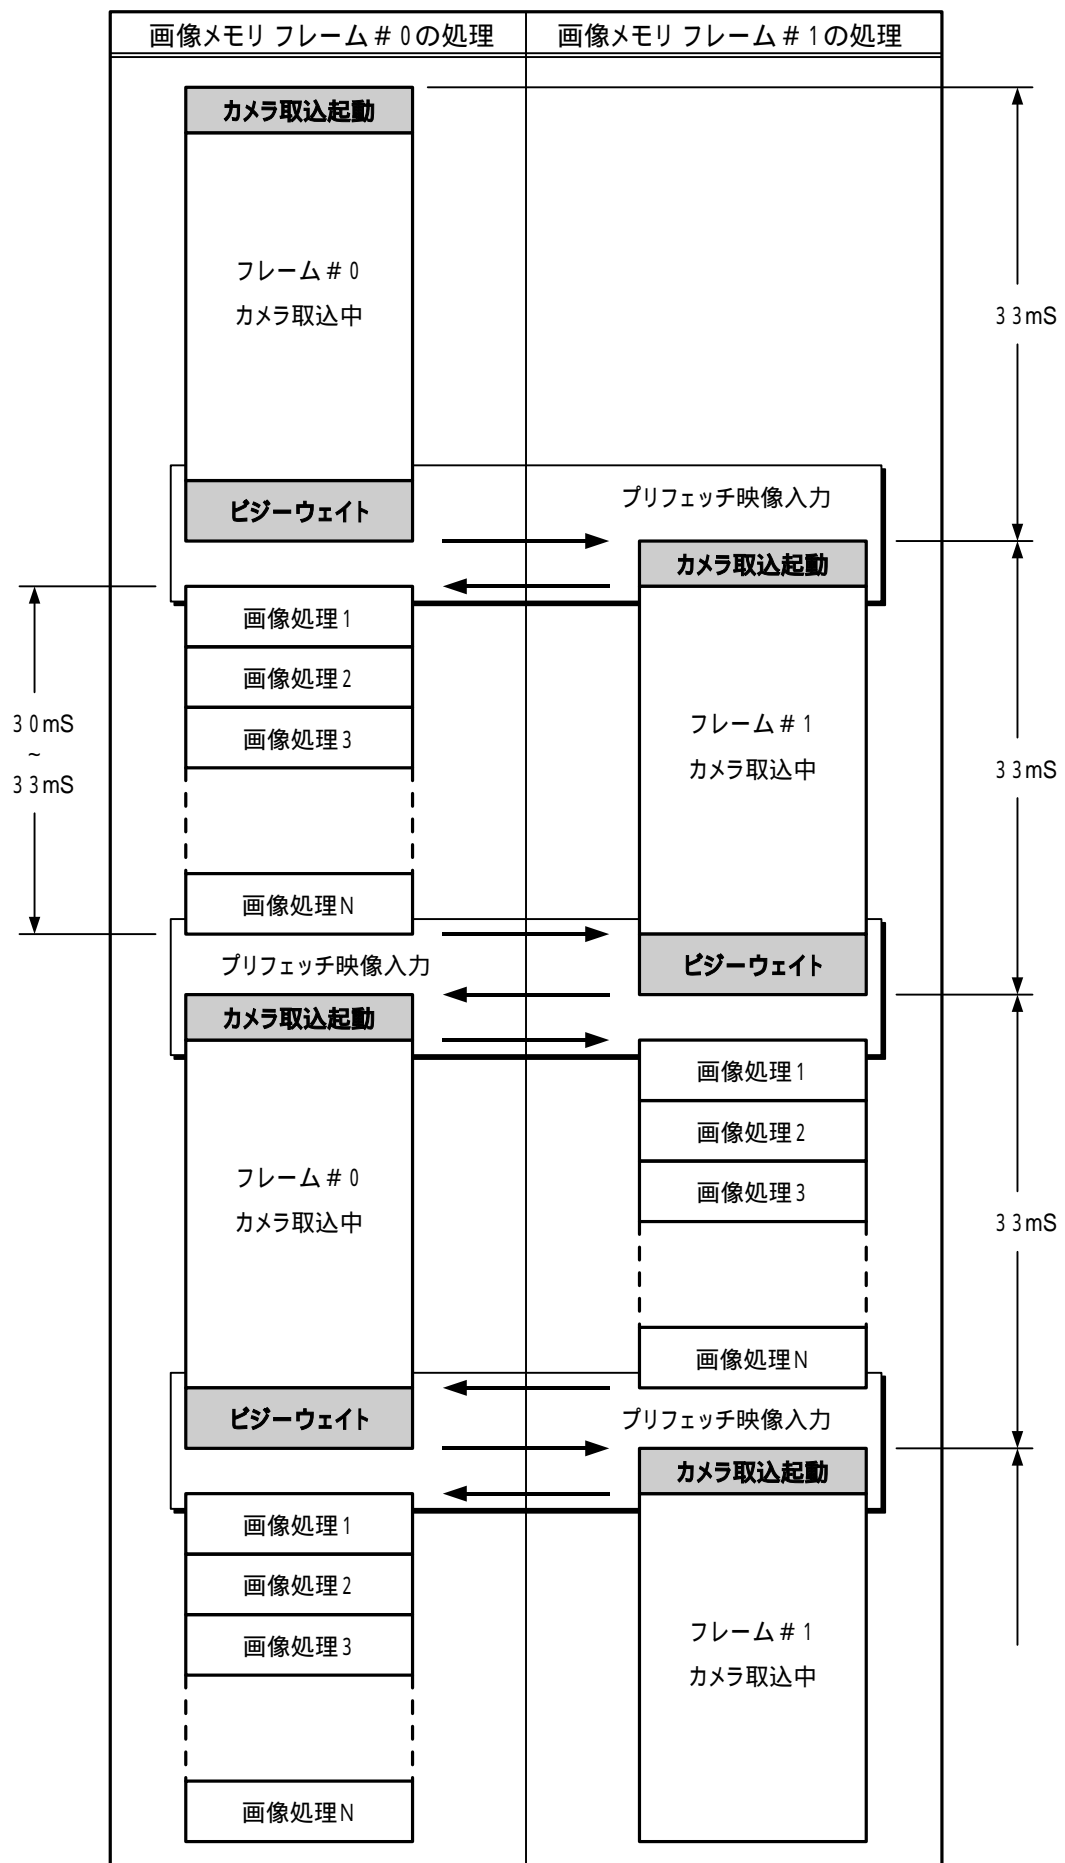 画像メモリ フレーム＃０の処理
画像メモリ フレーム＃１の処理
カメラ取込起動
フレーム＃０
カメラ取込中
３３mS
ビジーウェイト
プリフェッチ映像入力
カメラ取込起動
画像処理１
画像処理２
画像処理３
３０mS
～
３３mS
フレーム＃１
カメラ取込中
３３mS
画像処理Ｎ
プリフェッチ映像入力
ビジーウェイト
カメラ取込起動
画像処理１
画像処理２
画像処理３
フレーム＃０
カメラ取込中
３３mS
画像処理Ｎ
ビジーウェイト
プリフェッチ映像入力
カメラ取込起動
画像処理１
画像処理２
画像処理３
フレーム＃１
カメラ取込中
画像処理Ｎ